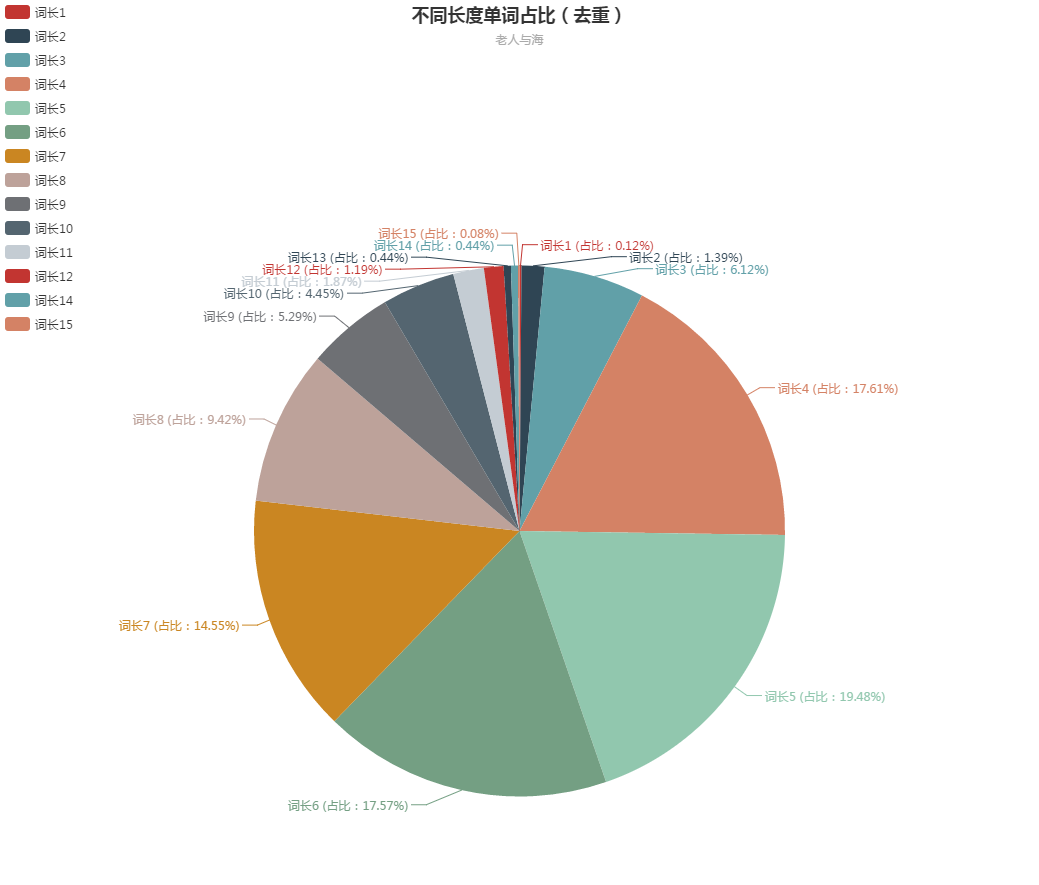 不同长度单词占比（去重）
老人与海
词长1
词长2
词长3
词长4
词长5
词长6
词长7
词长8
词长9
词长10
词长11
词长12
词长14
词长15
词长15 (占比：0.08%)
词长14 (占比：0.44%)
词长13 (占比：0.44%)
词长12 (占比：1.19%)
词长11 (占比：1.87%)
词长10 (占比：4.45%)
词长9 (占比：5.29%)
词长8 (占比：9.42%)
词长7 (占比：14.55%)
词长6 (占比：17.57%)
词长1 (占比：0.12%)
词长2 (占比：1.39%)
词长3 (占比：6.12%)
词长4 (占比：17.61%)
词长5 (占比：19.48%)